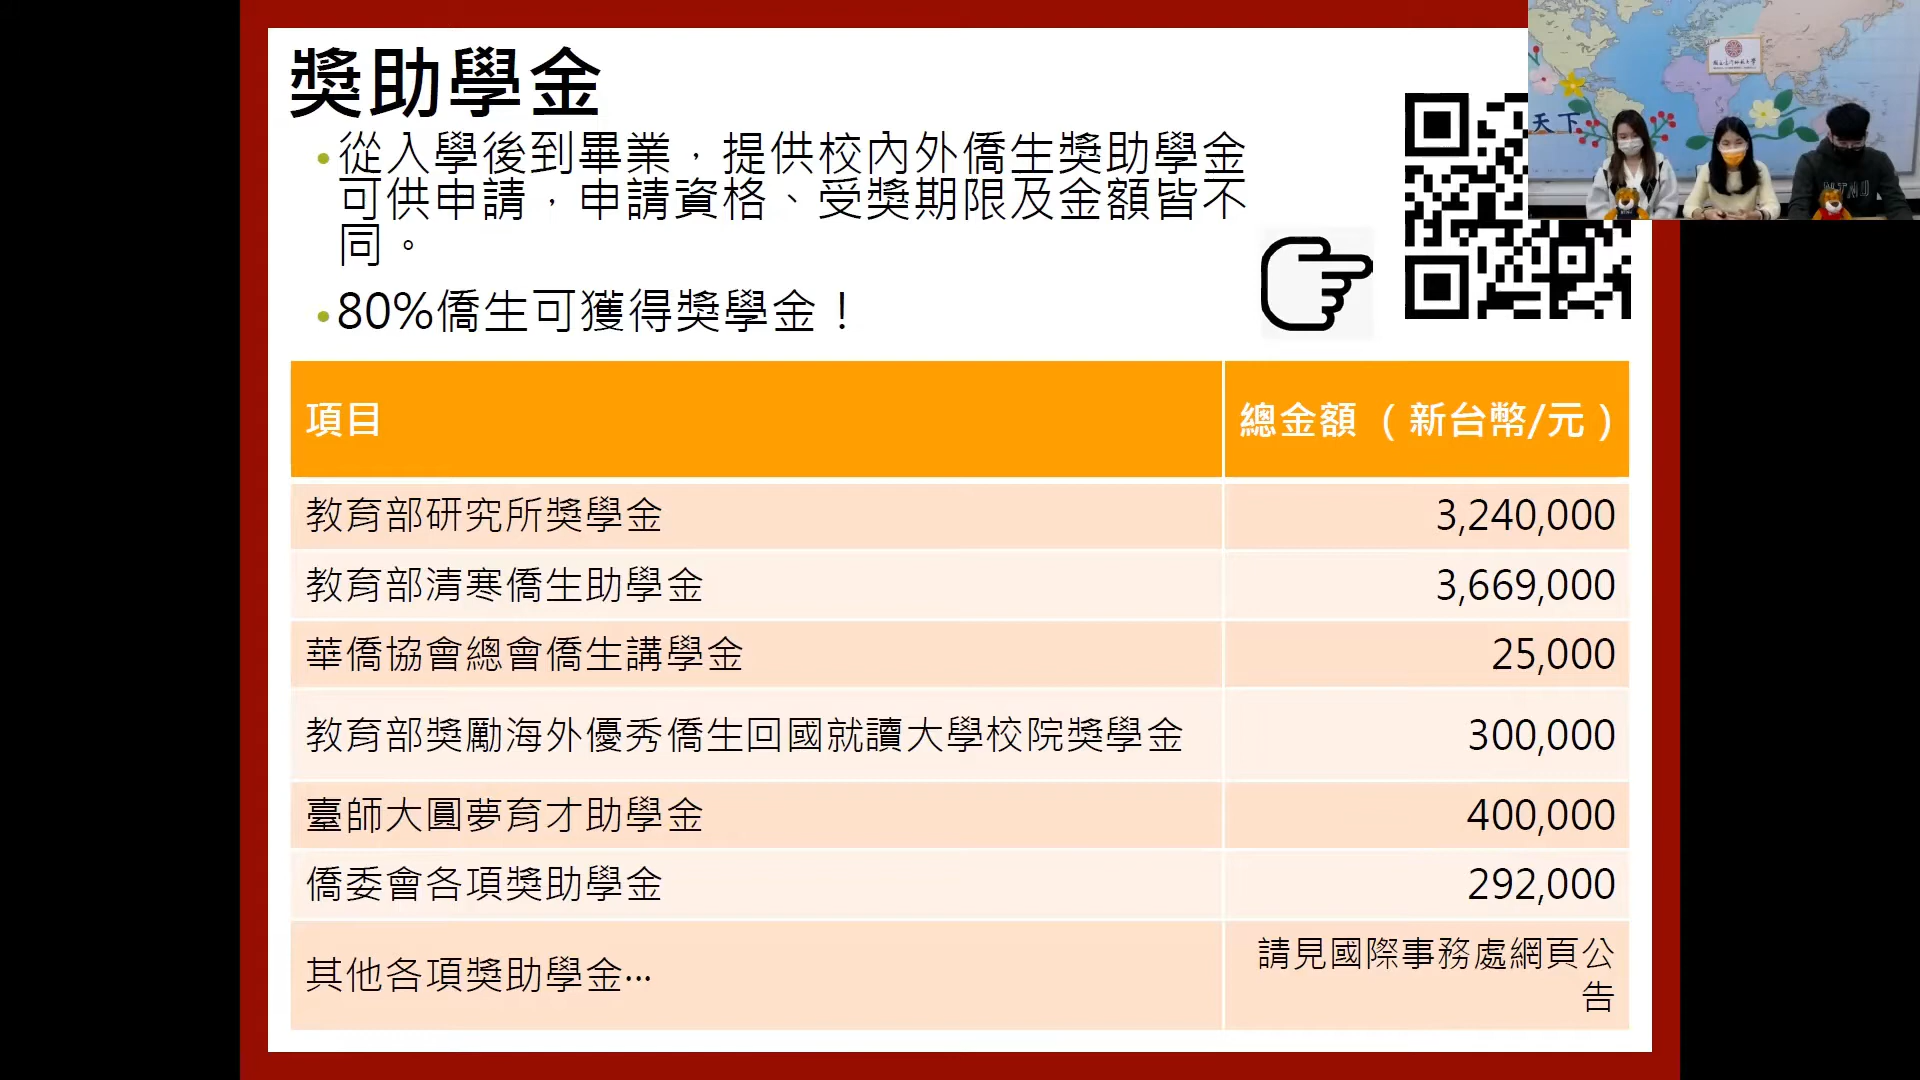 獎助學金
從入學後到畢業，提供校內外僑生獎助學金
可供申請，申請資格、受獎期限及金額皆不
同。
80%僑生可獲得獎學金！
項目
總金額（新台幣/元）
教育部研究所獎學金
3,240,000
教育部清寒僑生助學金
3,669,000
華僑協會總會僑生講學金
25,000
教育部獎勵海外優秀僑生回國就讀大學校院獎學金
300,000
臺師大圓夢育才助學金
400,000
僑委會各項獎助學金
292,000
其他各項獎助學金…
請見國際事務處網頁公
告
天下
NTNU